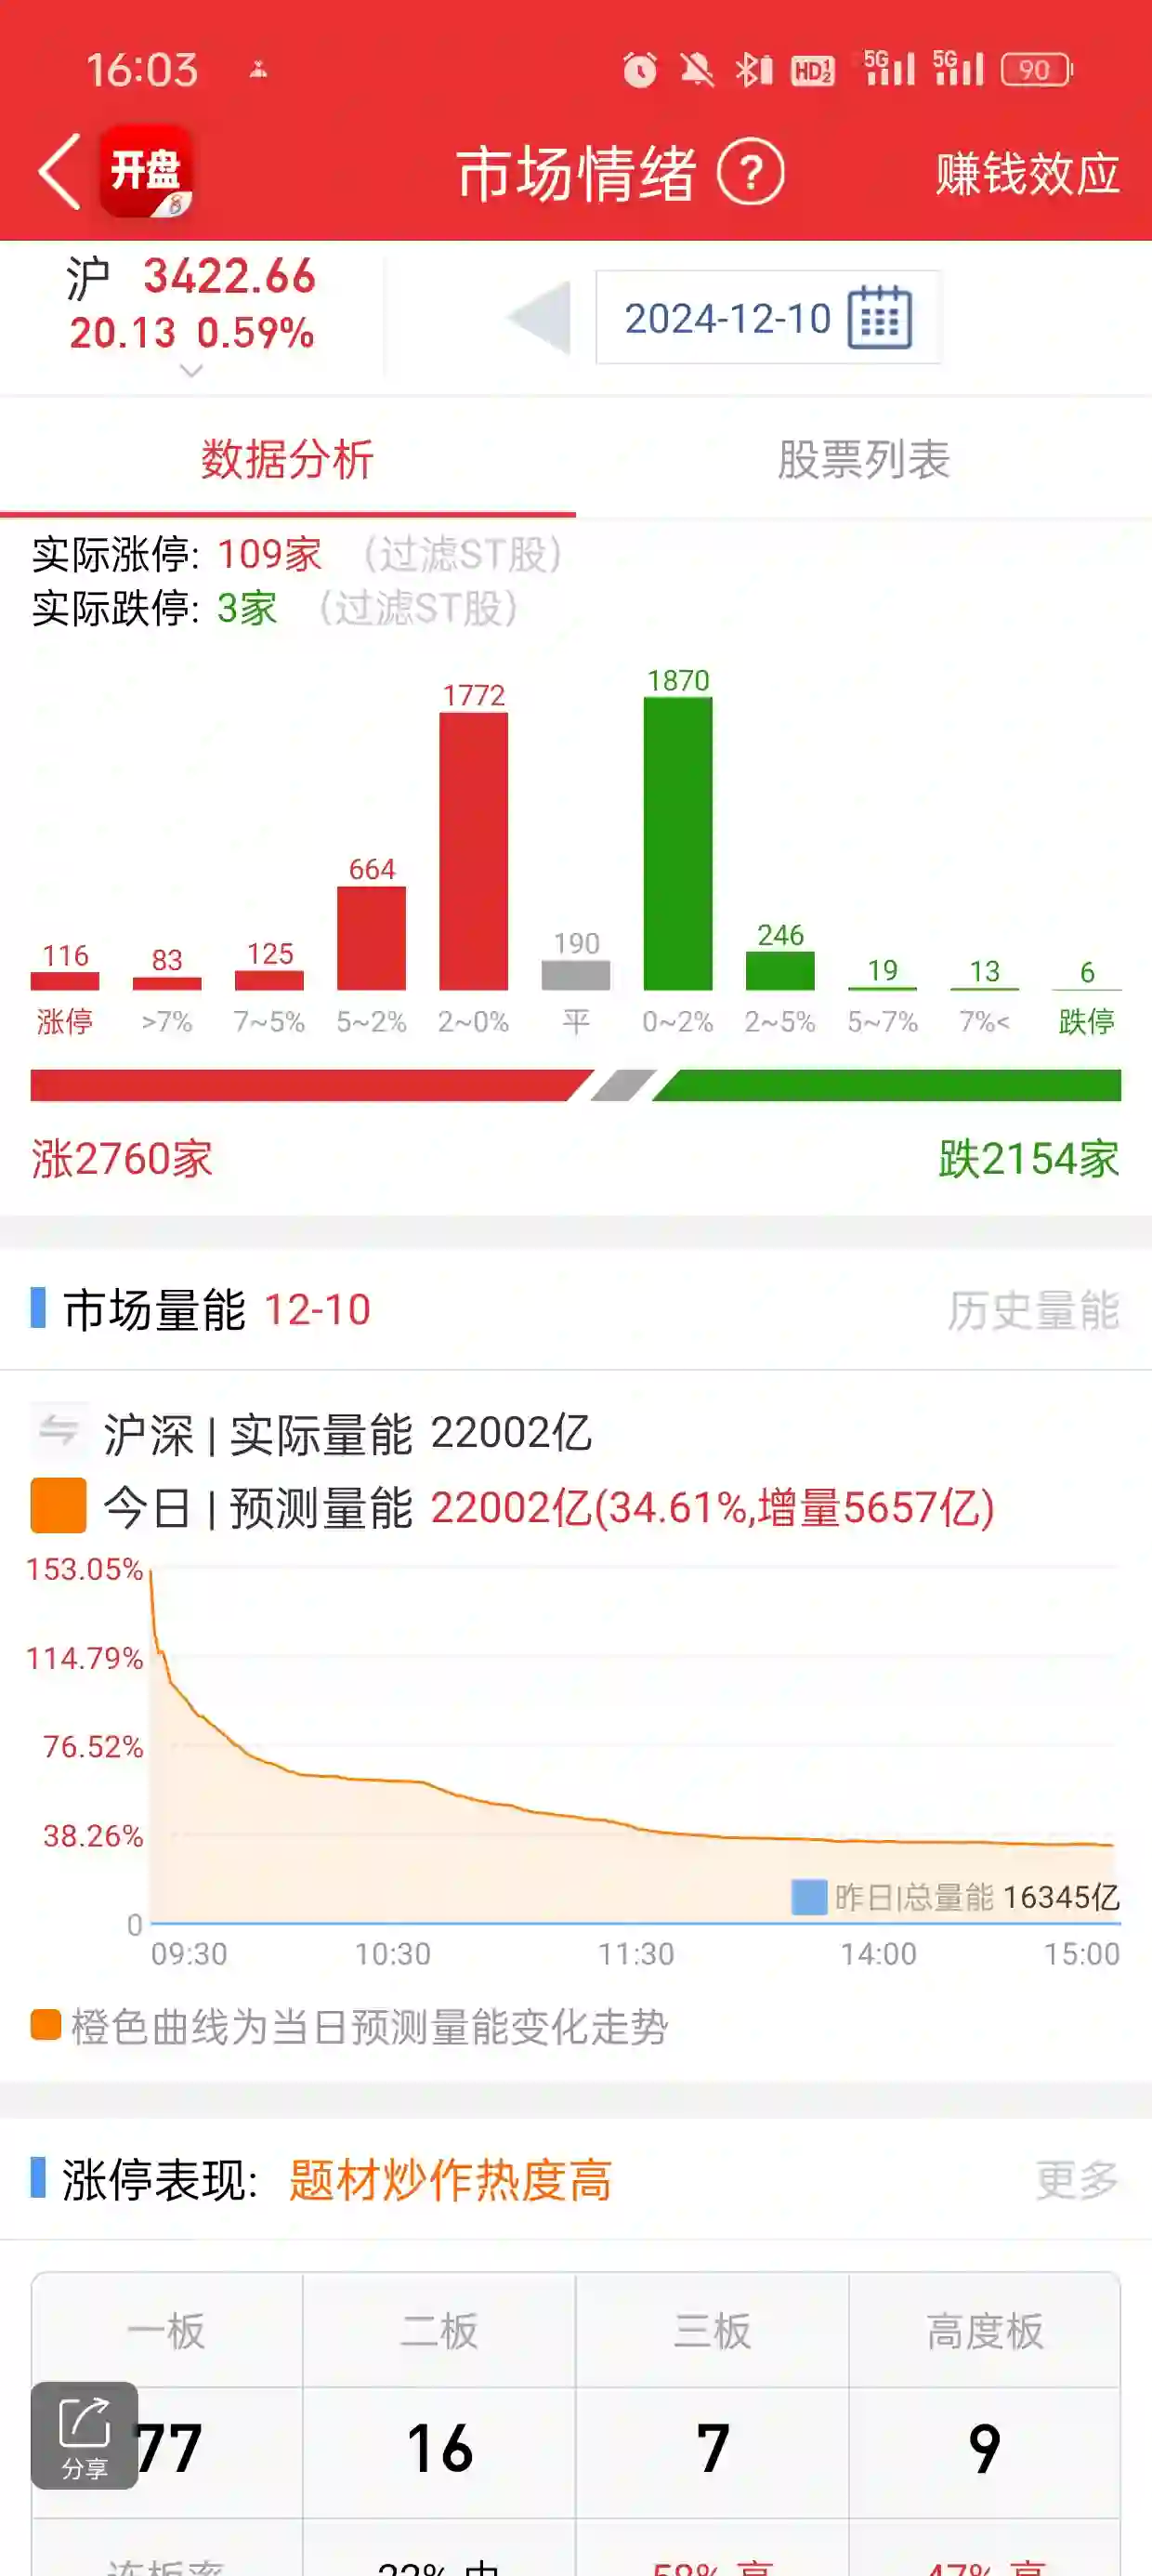 16:03 HD 5G 5G 90
开盘 市场情绪 ? 赚钱效应
沪 3422.66
20.13 0.59%
2024-12-10
数据分析 股票列表
实际涨停: 109家 (过滤ST股)
实际跌停: 3家 (过滤ST股)
116 83 125 664 1772 190 1870 246 19 13 6
涨停 >7% 7~5% 5~2% 2~0% 平 0~2% 2~5% 5~7% 7%< 跌停
涨2760家 跌2154家
市场量能 12-10 历史量能
沪深 | 实际量能 22002亿
今日 | 预测量能 22002亿(34.61%,增量5657亿)
153.05%
114.79%
76.52%
38.26%
昨日|总量能 16345亿
0
09:30 10:30 11:30 14:00 15:00
橙色曲线为当日预测量能变化走势
涨停表现: 题材炒作热度高 更多
一板 二板 三板 高度板
77 16 7 9
分享